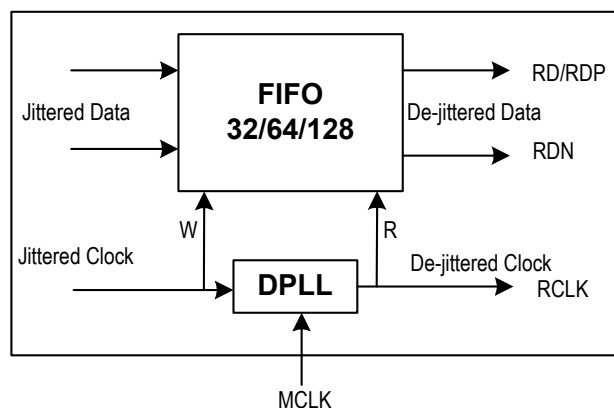 FIFO
32/64/128
Jittered Data
De-jittered Data
RD/RDP
RDN
W
R
Jittered Clock
DPLL
De-jittered Clock
RCLK
MCLK